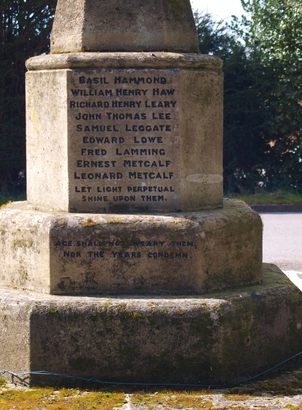 BASIL HAMMOND
WILLIAM HENRY HAW
RICHARD HENRY LEARY
JOHN THOMAS LEE
SAMUEL LEGGATE
EDWARD LOWE
FRED LAMMING
ERNEST METCALF
LEONARD METCALF
LET LIGHT PERPETUAL
SHINE UPON THEM.
AGE SHALL NOT WEARY THEM,
NOR THE YEARS CONDEMN.